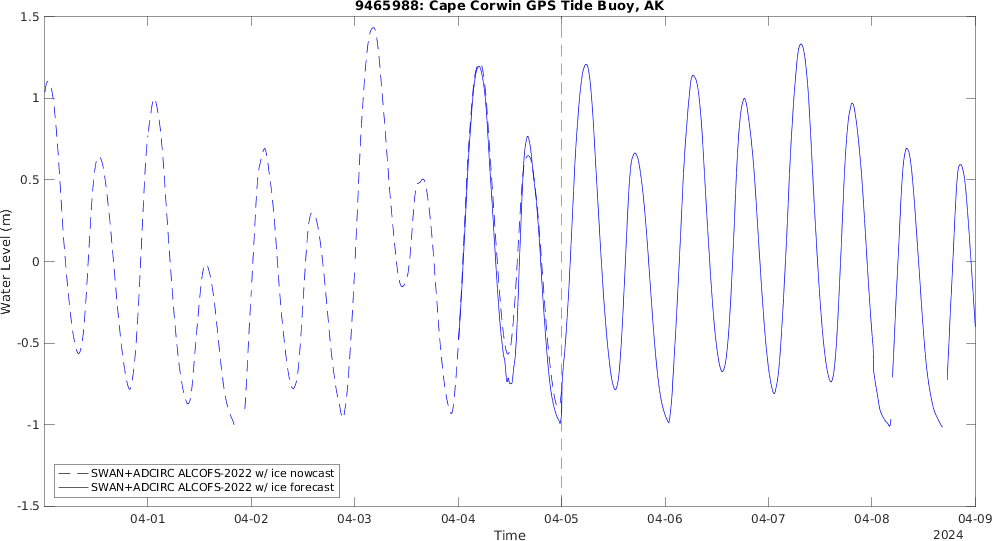 9465988: Cape Corwin GPS Tide Buoy, AK
1.5
1
0.5
0
-0.5
-1
-1.5
Water Level (m)
SWAN+ADCIRC ALCOFS-2022 w/ ice nowcast
SWAN+ADCIRC ALCOFS-2022 w/ ice forecast
04-01 04-02 04-03 04-04 04-05 04-06 04-07 04-08 04-09
Time
2024